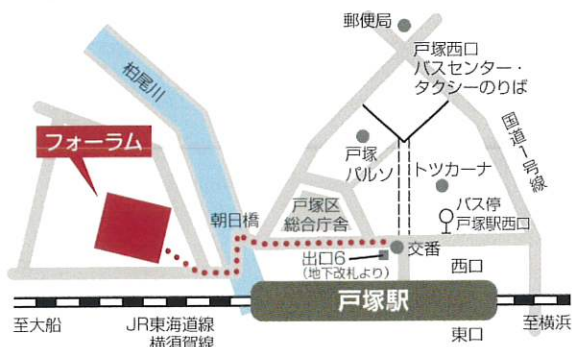 郵便局
戸塚西口
バスセンター・
タクシーのりば
柏尾川
国道1号線
フォーラム
戸塚
パルソ
トツカーナ
バス停
戸塚駅西口
朝日橋
戸塚区
総合庁舎
交番
出口6
(地下改札より)
西口
戸塚駅
至大船
JR東海道線
横須賀線
至横浜
東口